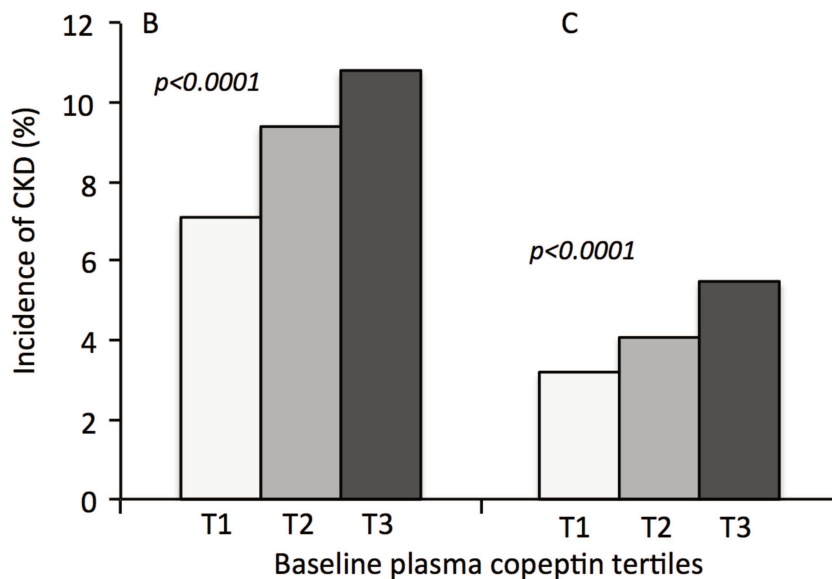 B
C
p<0.0001
p<0.0001
Incidence of CKD (%)
12
10
8
6
4
2
0
T1 T2 T3 T1 T2 T3
Baseline plasma copeptin tertiles